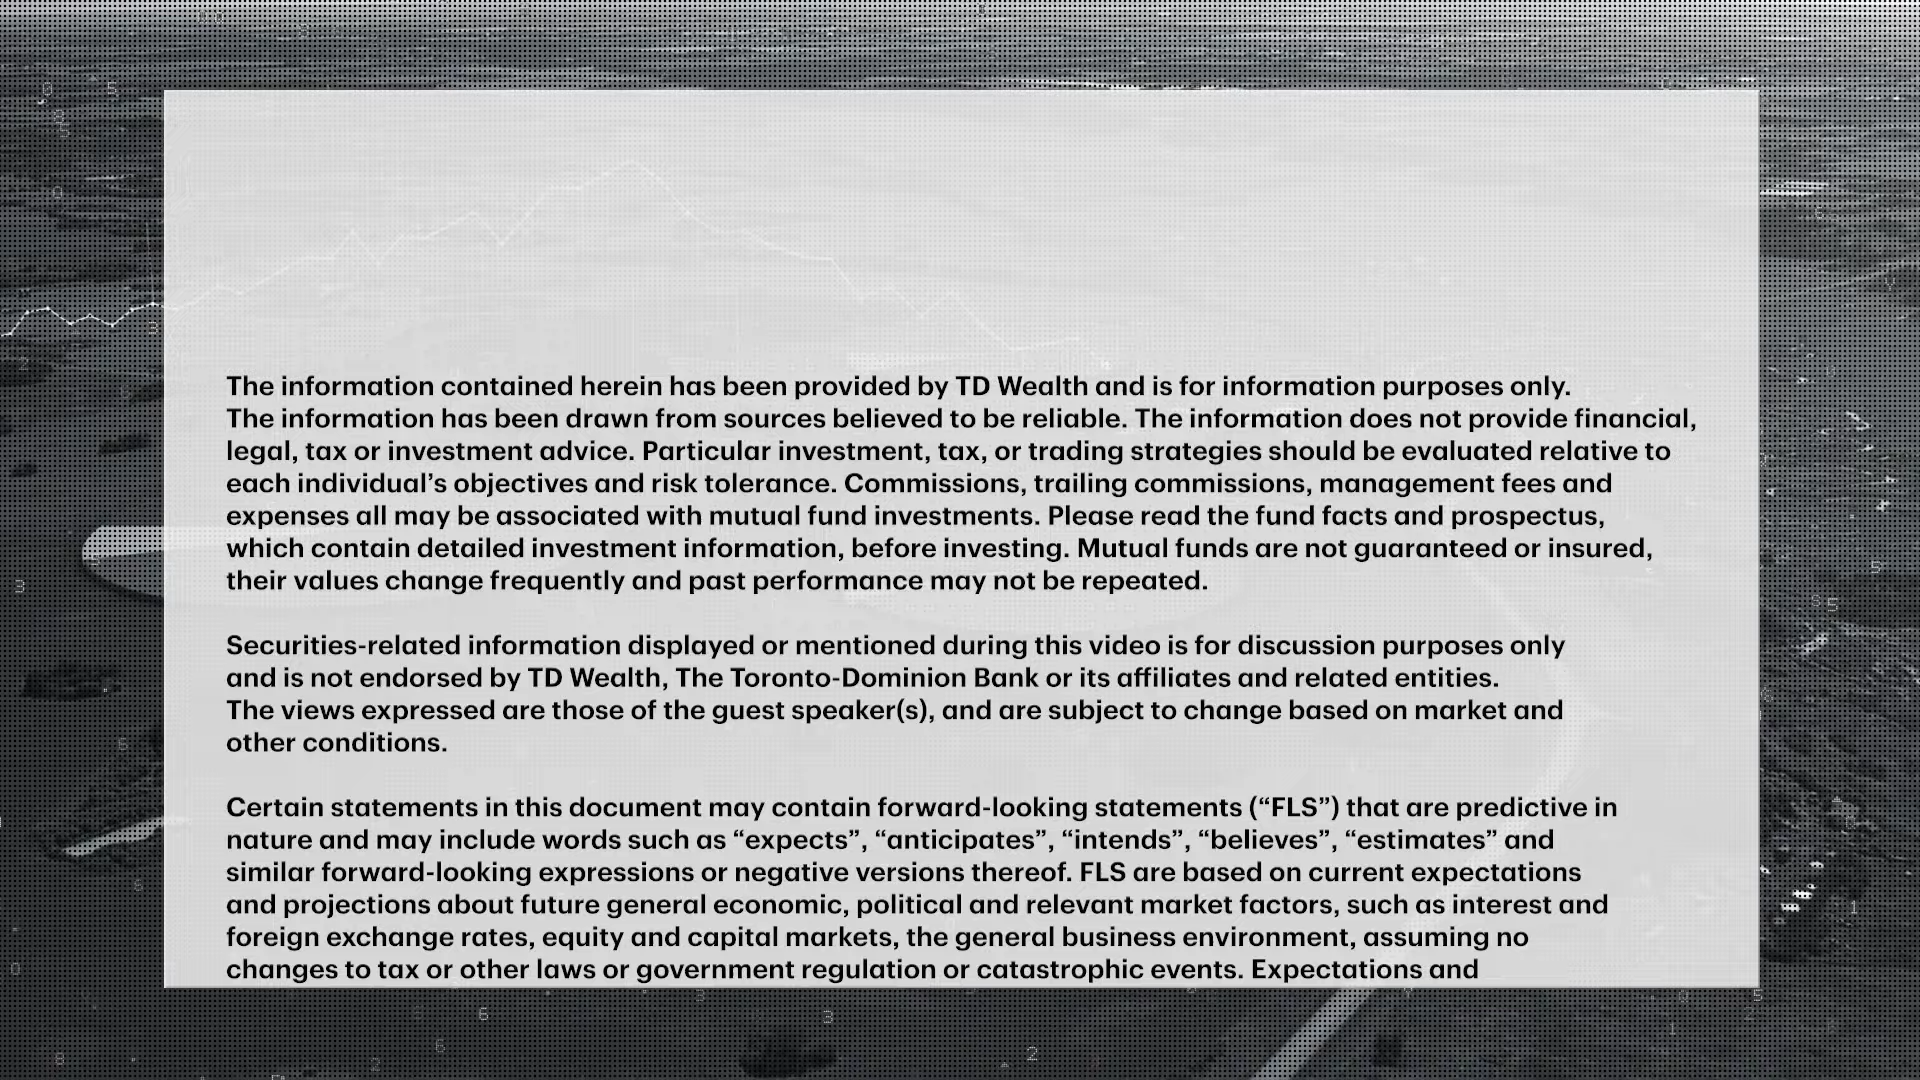 The information contained herein has been provided by TD Wealth and is for information purposes only.
The information has been drawn from sources believed to be reliable. The information does not provide financial,
legal, tax or investment advice. Particular investment, tax, or trading strategies should be evaluated relative to
each individual’s objectives and risk tolerance. Commissions, trailing commissions, management fees and
expenses all may be associated with mutual fund investments. Please read the fund facts and prospectus,
which contain detailed investment information, before investing. Mutual funds are not guaranteed or insured,
their values change frequently and past performance may not be repeated.
Securities-related information displayed or mentioned during this video is for discussion purposes only
and is not endorsed by TD Wealth, The Toronto-Dominion Bank or its affiliates and related entities.
The views expressed are those of the guest speaker(s), and are subject to change based on market and
other conditions.
Certain statements in this document may contain forward-looking statements (“FLS”) that are predictive in
nature and may include words such as “expects”, “anticipates”, “intends”, “believes”, “estimates” and
similar forward-looking expressions or negative versions thereof. FLS are based on current expectations
and projections about future general economic, political and relevant market factors, such as interest and
foreign exchange rates, equity and capital markets, the general business environment, assuming no
changes to tax or other laws or government regulation or catastrophic events. Expectations and